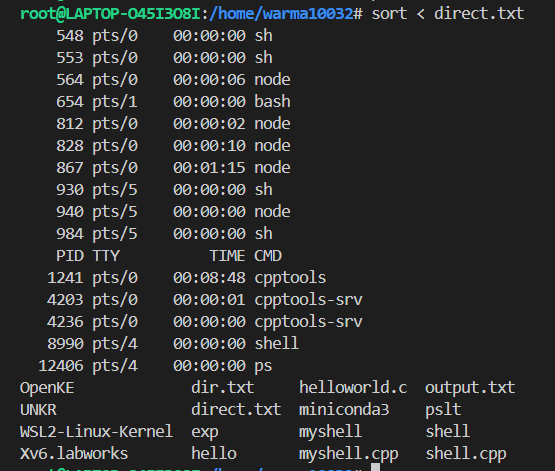 root@LAPTOP-O45I3O8I:/home/warma10032# sort < direct.txt
    548 pts/0    00:00:00 sh
    553 pts/0    00:00:00 sh
    564 pts/0    00:00:06 node
    654 pts/1    00:00:00 bash
    812 pts/0    00:00:02 node
    828 pts/0    00:00:10 node
    867 pts/0    00:01:15 node
    930 pts/5    00:00:00 sh
    940 pts/5    00:00:00 node
    984 pts/5    00:00:00 sh
    PID TTY          TIME CMD
   1241 pts/0    00:08:48 cpptools
   4203 pts/0    00:00:01 cpptools-srv
   4236 pts/0    00:00:00 cpptools-srv
   8990 pts/4    00:00:00 shell
  12406 pts/4    00:00:00 ps
OpenKE             dir.txt     helloworld.c  output.txt
UNKR               direct.txt  miniconda3    pslt
WSL2-Linux-Kernel  exp         myshell       shell
Xv6.labworks       hello       myshell.cpp   shell.cpp